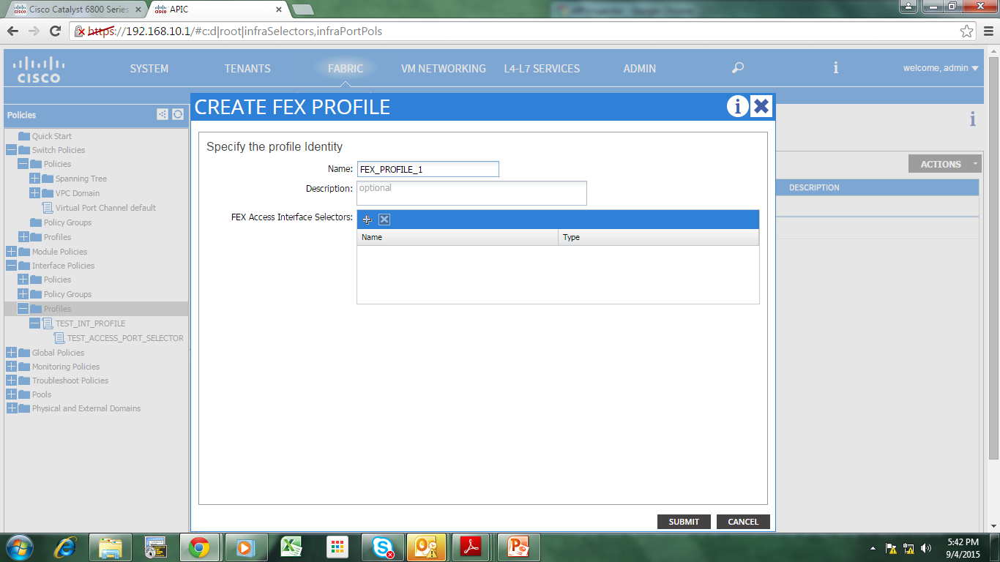 Cisco Catalyst 6800 Series
APIC
https://192.168.10.1/#c:d|root|infraSelectors,infraPortPols
CISCO
SYSTEM
TENANTS
FABRIC
VM NETWORKING
L4-L7 SERVICES
ADMIN
welcome, admin
Policies
Quick Start
Switch Policies
Policies
Spanning Tree
VPC Domain
Virtual Port Channel default
Policy Groups
Profiles
Module Policies
Interface Policies
Policies
Policy Groups
Profiles
TEST_INT_PROFILE
TEST_ACCESS_PORT_SELECTOR
Global Policies
Monitoring Policies
Troubleshoot Policies
Pools
Physical and External Domains
CREATE FEX PROFILE
Specify the profile Identity
Name: FEX_PROFILE_1
Description: optional
FEX Access Interface Selectors:
Name Type
SUBMIT CANCEL
ACTIONS
DESCRIPTION
5:42 PM
9/4/2015